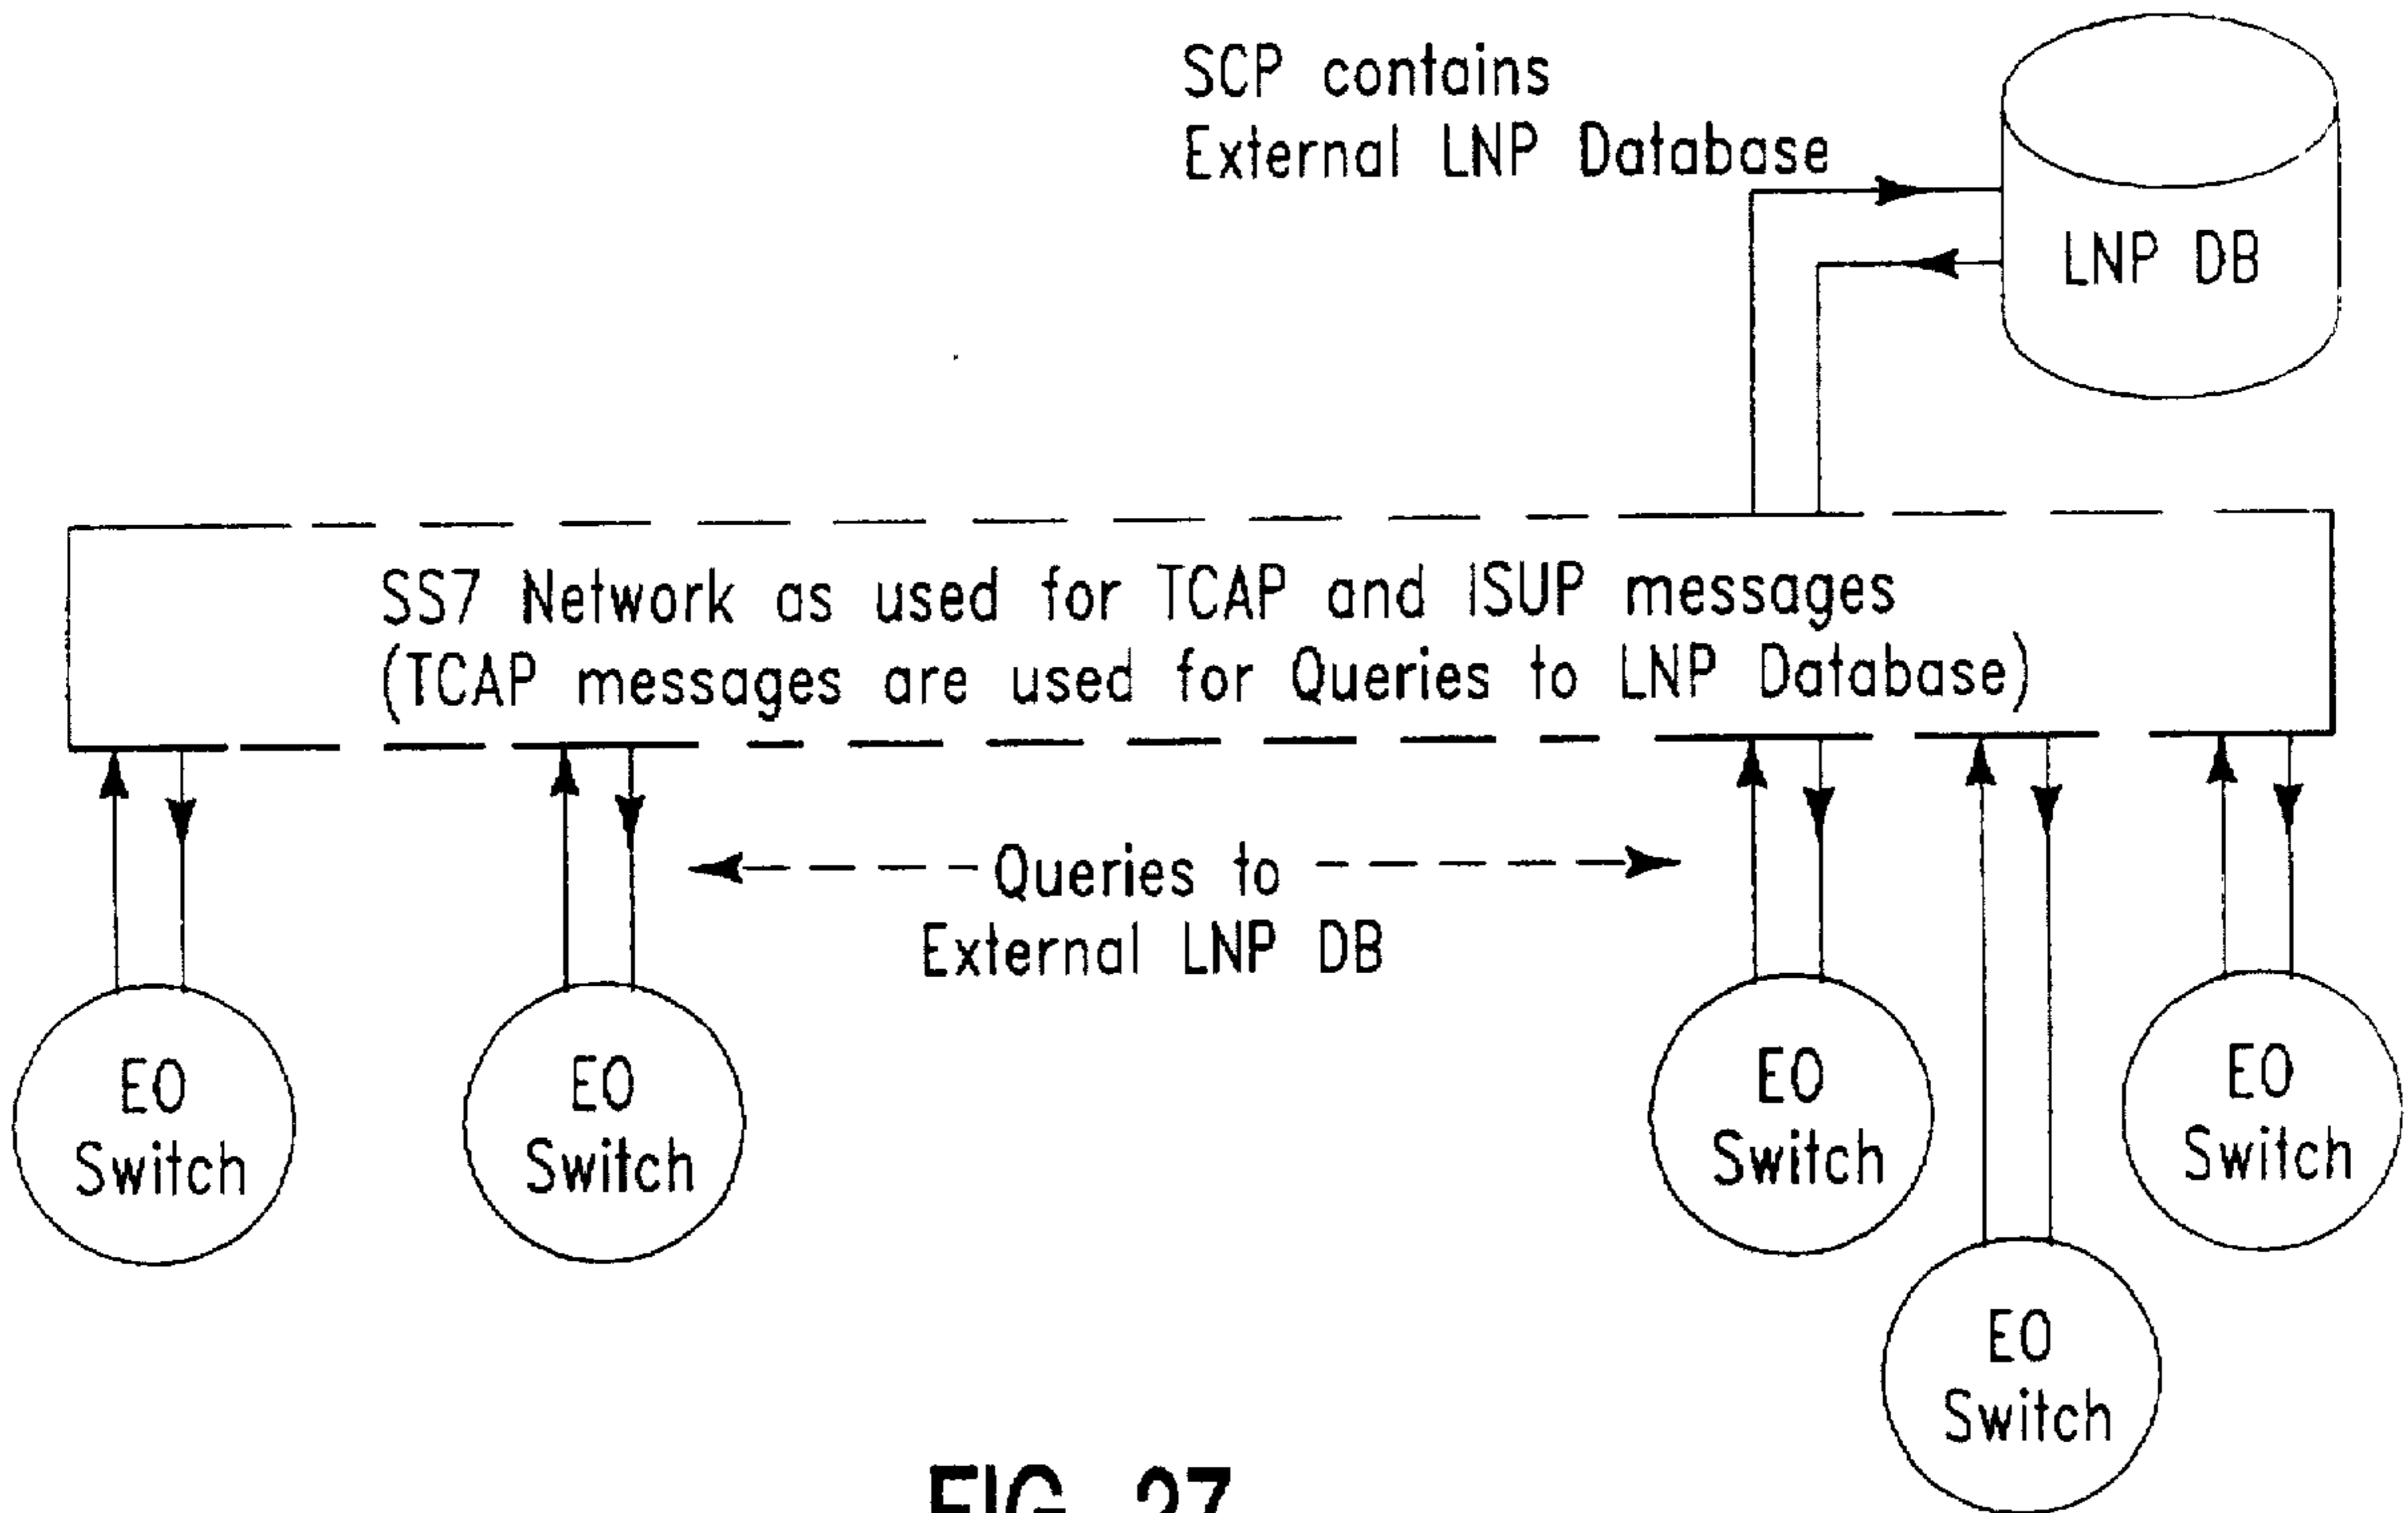 SCP contains
External LNP Database
LNP DB
SS7 Network as used for TCAP and ISUP messages
(TCAP messages are used for Queries to LNP Database)
Queries to
External LNP DB
EO
Switch
EO
Switch
EO
Switch
EO
Switch
EO
Switch
FIG. 27